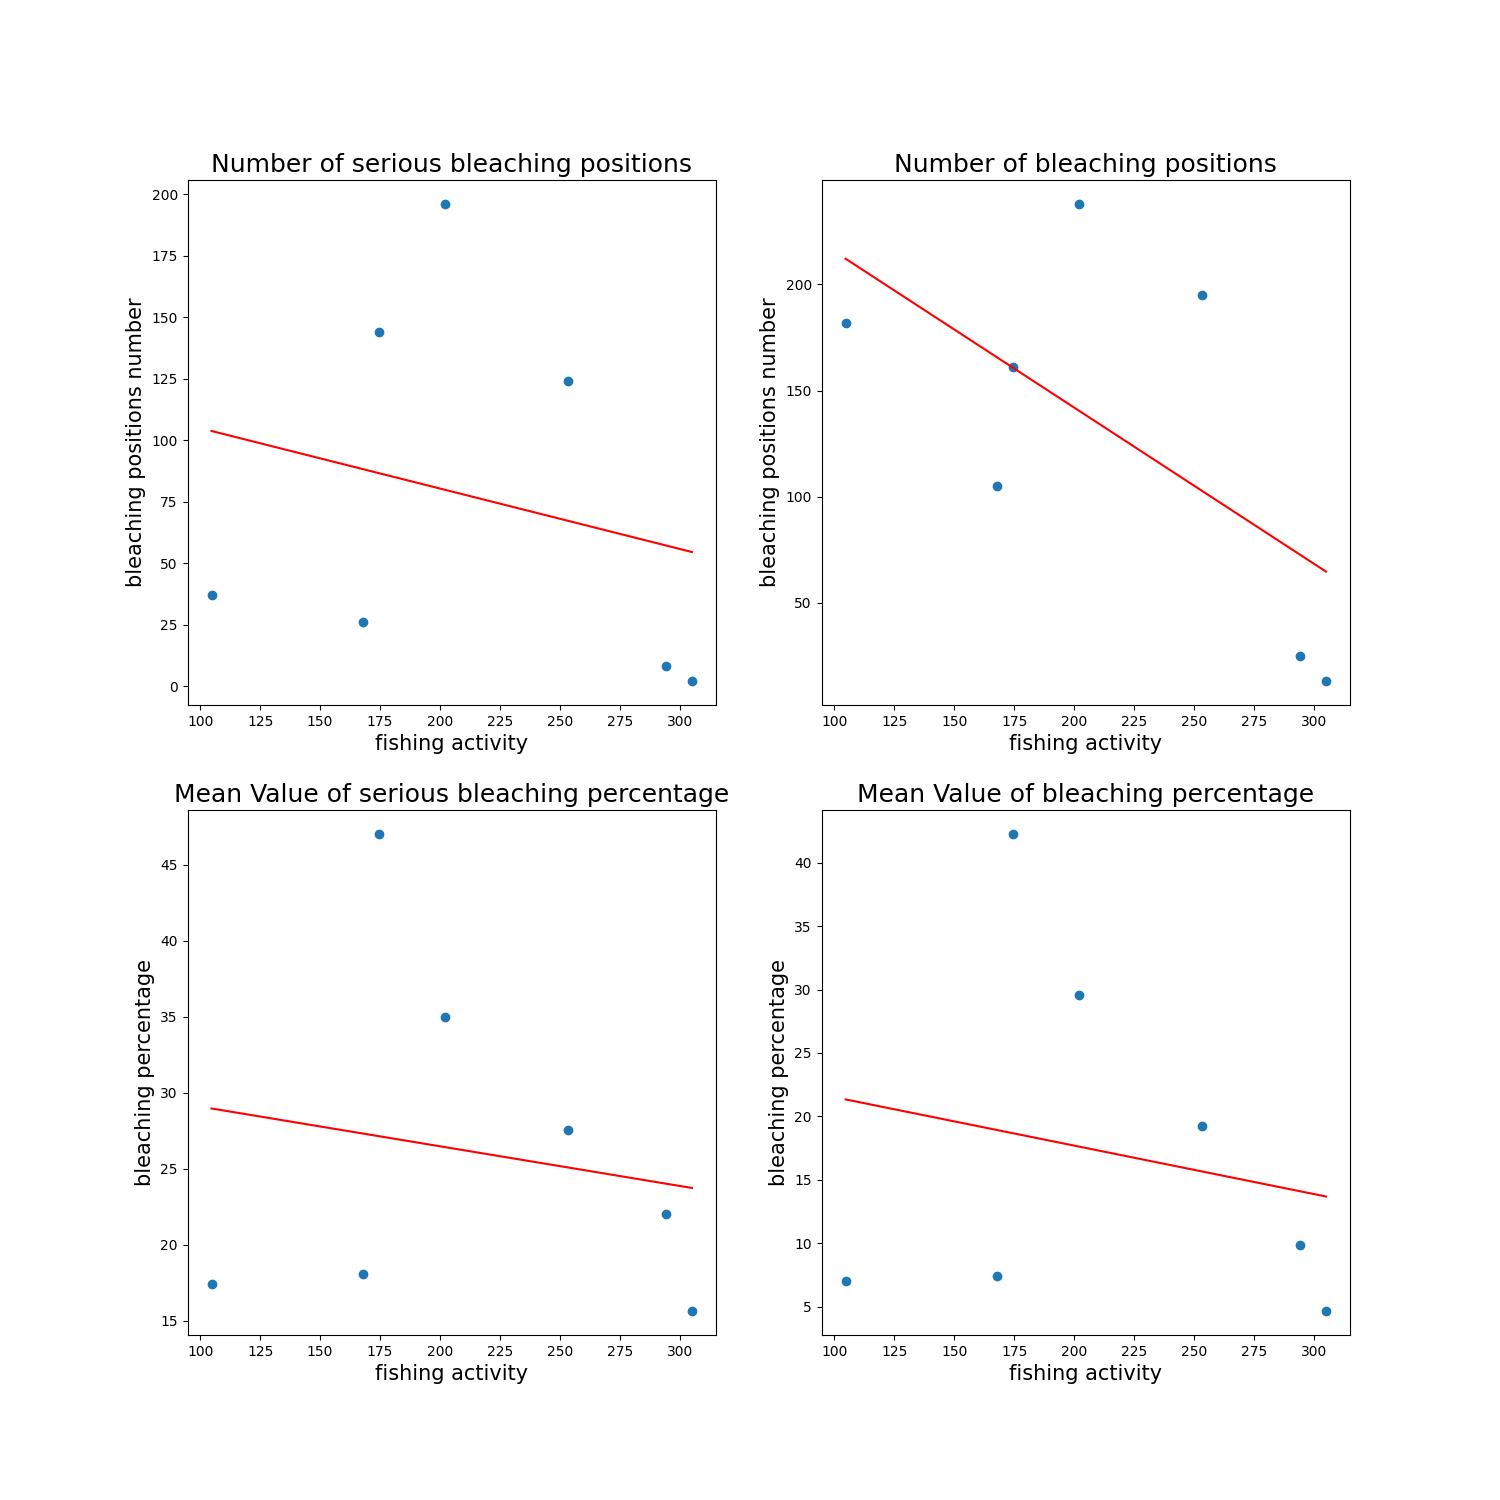 Number of serious bleaching positions
200
175
150
125
100
75
50
25
0
bleaching positions number
100 125 150 175 200 225 250 275 300
fishing activity
Number of bleaching positions
200
150
100
50
bleaching positions number
100 125 150 175 200 225 250 275 300
fishing activity
Mean Value of serious bleaching percentage
45
40
35
30
25
20
15
bleaching percentage
100 125 150 175 200 225 250 275 300
fishing activity
Mean Value of bleaching percentage
40
35
30
25
20
15
10
5
bleaching percentage
100 125 150 175 200 225 250 275 300
fishing activity